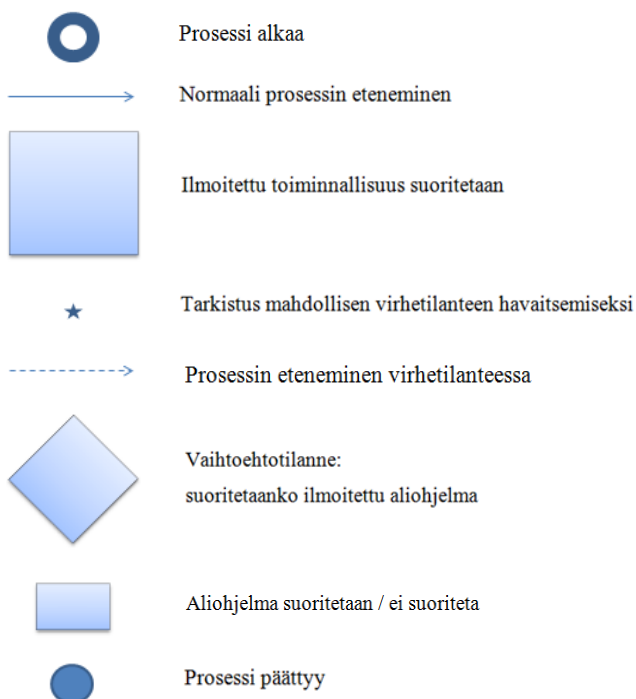 Prosessi alkaa
Normaali prosessin eteneminen
Ilmoitettu toiminnallisuus suoritetaan
Tarkistus mahdollisen virhetilanteen havaitsemiseksi
Prosessin eteneminen virhetilanteessa
Vaihtoehtotilanne:
suoritetaanko ilmoitettu aliohjelma
Aliohjelma suoritetaan / ei suoriteta
Prosessi päättyy